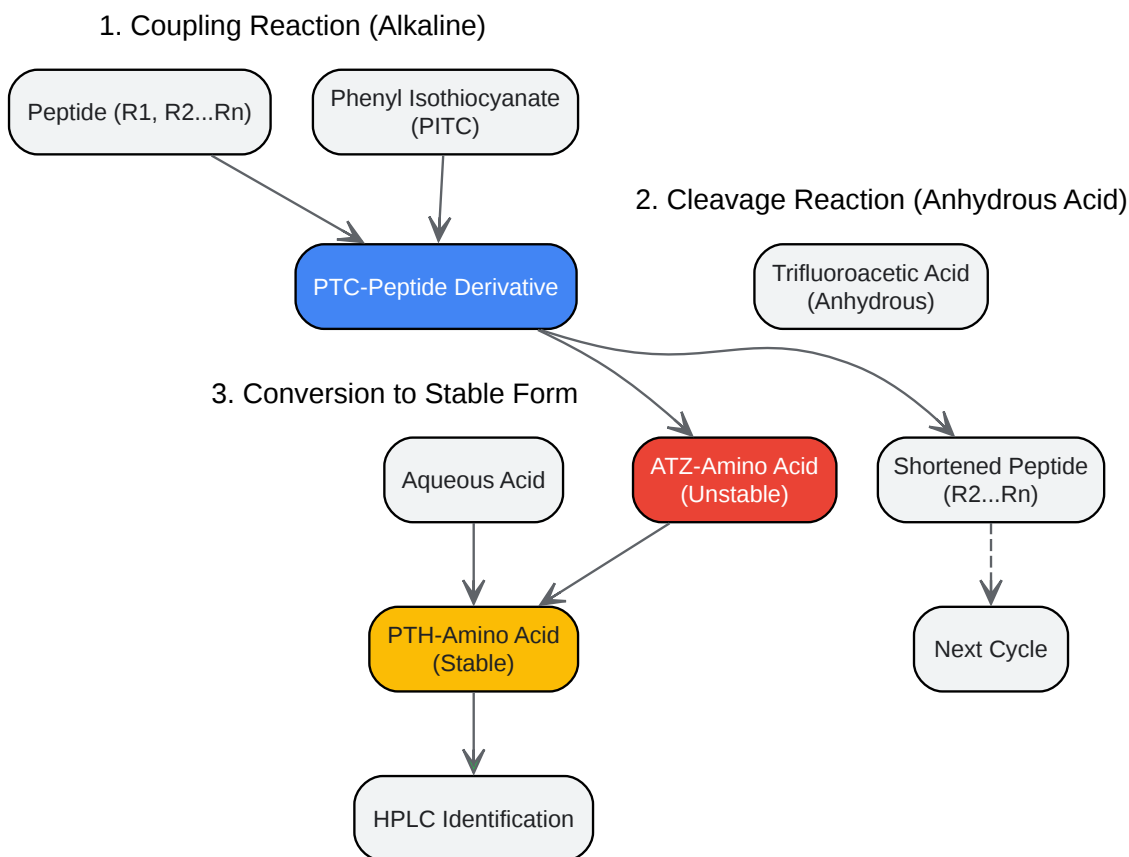 1. Coupling Reaction (Alkaline)
Peptide (R1, R2...Rn)
Phenyl Isothiocyanate
(PITC)
2. Cleavage Reaction (Anhydrous Acid)
PTC-Peptide Derivative
Trifluoroacetic Acid
(Anhydrous)
3. Conversion to Stable Form
Aqueous Acid
ATZ-Amino Acid
(Unstable)
Shortened Peptide
(R2...Rn)
PTH-Amino Acid
(Stable)
Next Cycle
HPLC Identification